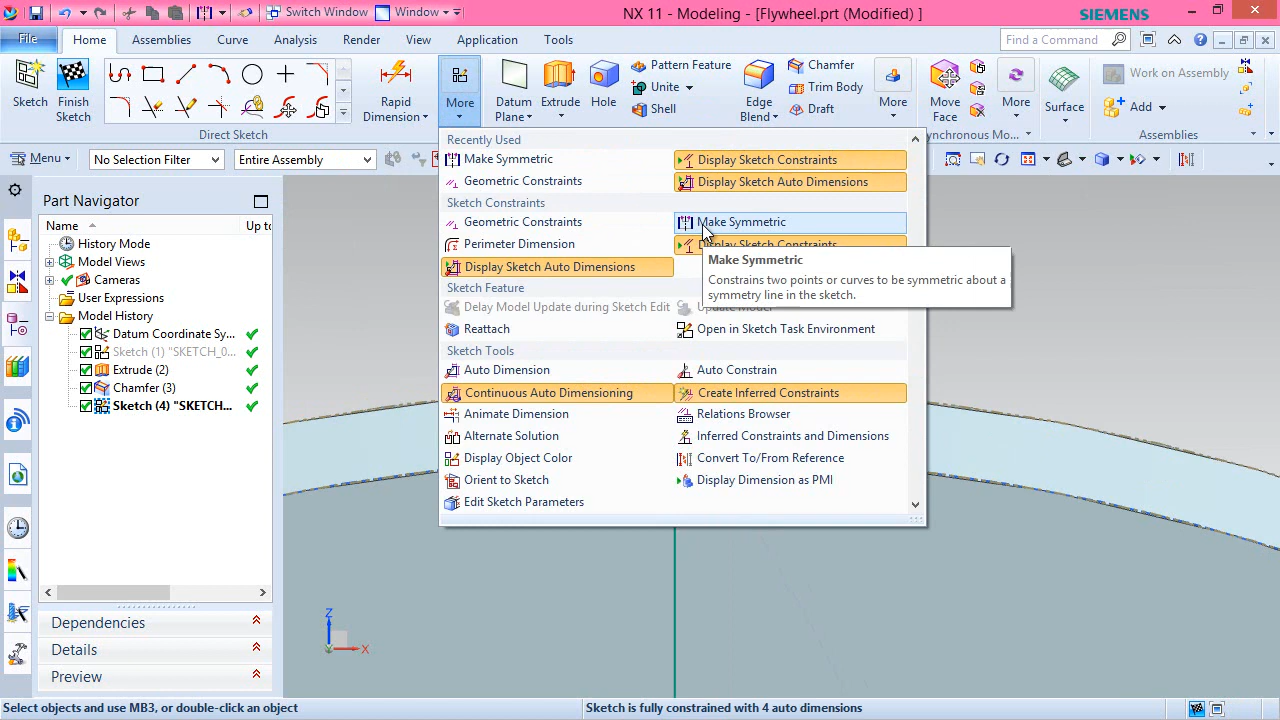 Switch Window
Window
NX 11 - Modeling - [Flywheel.prt (Modified) ]
SIEMENS
File
Home
Assemblies
Curve
Analysis
Render
View
Application
Tools
Find a Command
Sketch
Finish
Sketch
Rapid
Dimension
More
Datum
Plane
Extrude
Hole
Pattern Feature
Unite
Shell
Edge
Blend
Chamfer
Trim Body
Draft
More
Move
Face
More
Surface
Work on Assembly
Add
Direct Sketch
ynchronous Mo...
Assemblies
Menu
No Selection Filter
Entire Assembly
Recently Used
Make Symmetric
Display Sketch Constraints
Geometric Constraints
Display Sketch Auto Dimensions
Sketch Constraints
Geometric Constraints
Make Symmetric
Perimeter Dimension
Display Sketch Constraints
Display Sketch Auto Dimensions
Make Symmetric
Constrains two points or curves to be symmetric about a
symmetry line in the sketch.
Sketch Feature
Delay Model Update during Sketch Edit
Update Model
Reattach
Open in Sketch Task Environment
Sketch Tools
Auto Dimension
Auto Constrain
Continuous Auto Dimensioning
Create Inferred Constraints
Animate Dimension
Relations Browser
Alternate Solution
Inferred Constraints and Dimensions
Display Object Color
Convert To/From Reference
Orient to Sketch
Display Dimension as PMI
Edit Sketch Parameters
Part Navigator
Name
Up to
History Mode
Model Views
Cameras
User Expressions
Model History
Datum Coordinate Sy...
Sketch (1) "SKETCH_0...
Extrude (2)
Chamfer (3)
Sketch (4) "SKETCH...
Dependencies
Details
Preview
Z
Y
X
Select objects and use MB3, or double-click an object
Sketch is fully constrained with 4 auto dimensions